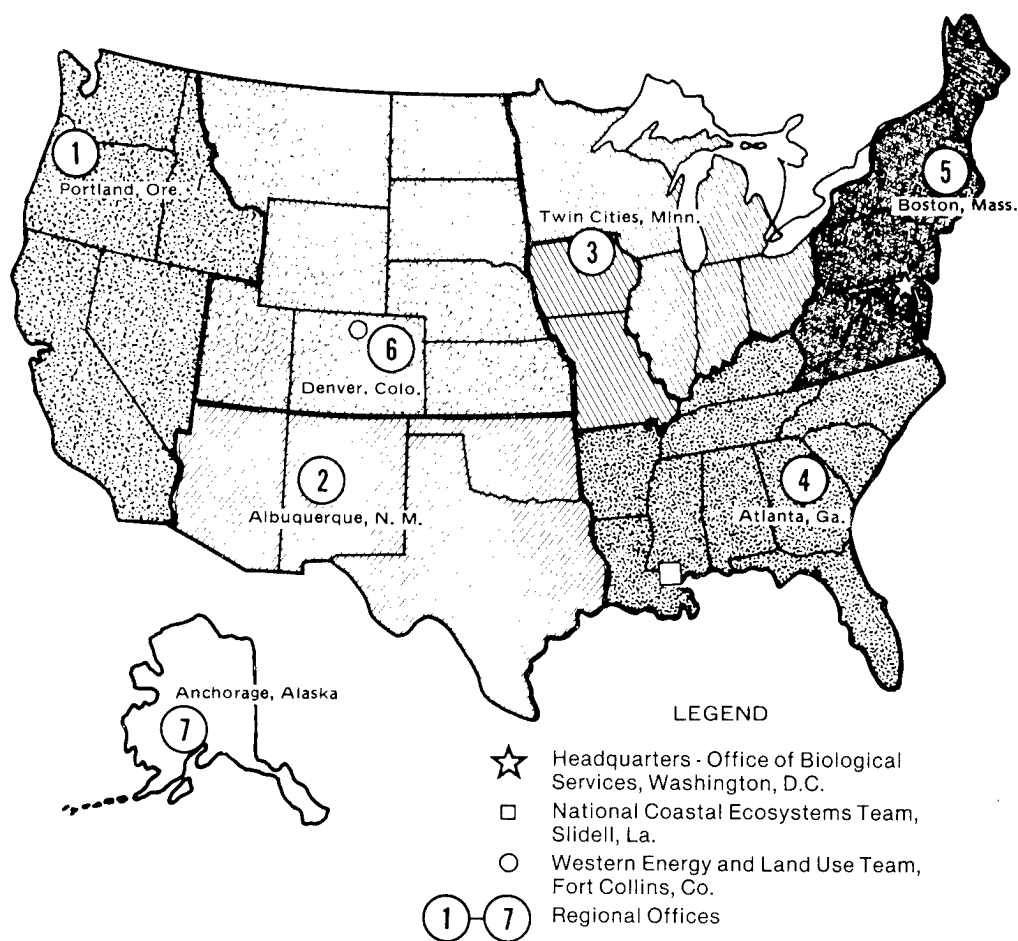 1
Portland, Ore.
5
Boston, Mass.
Twin Cities, Minn.
3
6
Denver, Colo.
2
Albuquerque, N. M.
4
Atlanta, Ga.
Anchorage, Alaska
7
LEGEND
Headquarters - Office of Biological
Services, Washington, D.C.
National Coastal Ecosystems Team,
Slidell, La.
Western Energy and Land Use Team,
Fort Collins, Co.
1 - 7 Regional Offices